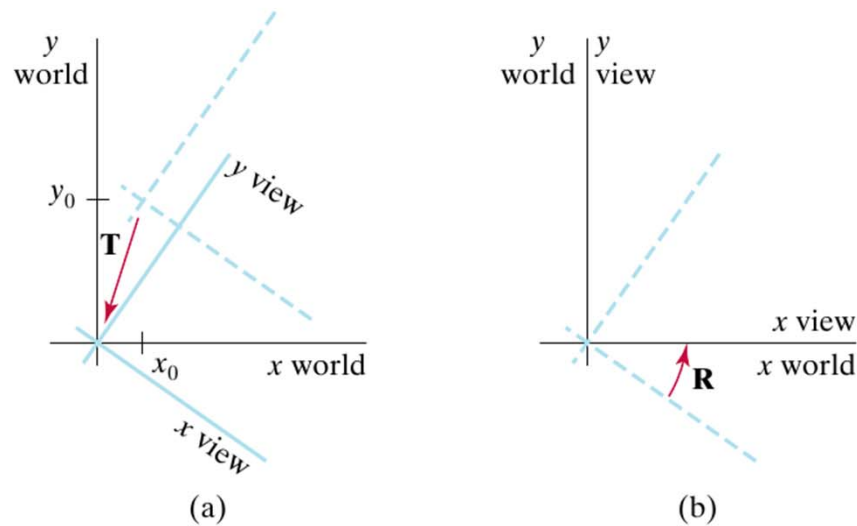 y
world
y view
y₀
T
x₀
x world
x view
(a)
y
world
y
view
x view
x world
R
(b)